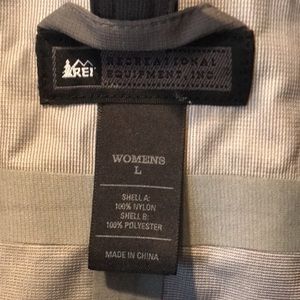 REI
RECREATIONAL
EQUIPMENT, INC.
WOMENS
L
SHELL A:
100% NYLON
SHELL B:
100% POLYESTER
MADE IN CHINA